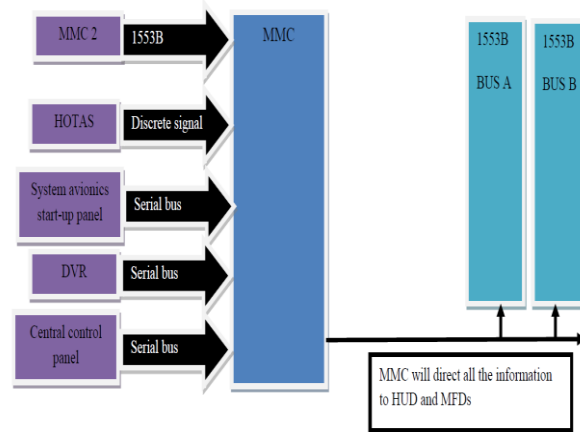 MMC 2
1553B
MMC
HOTAS
Discrete signal
System avionics
start-up panel
Serial bus
DVR
Serial bus
Central control
panel
Serial bus
1553B
BUS A
1553B
BUS B
MMC will direct all the information
to HUD and MFDs